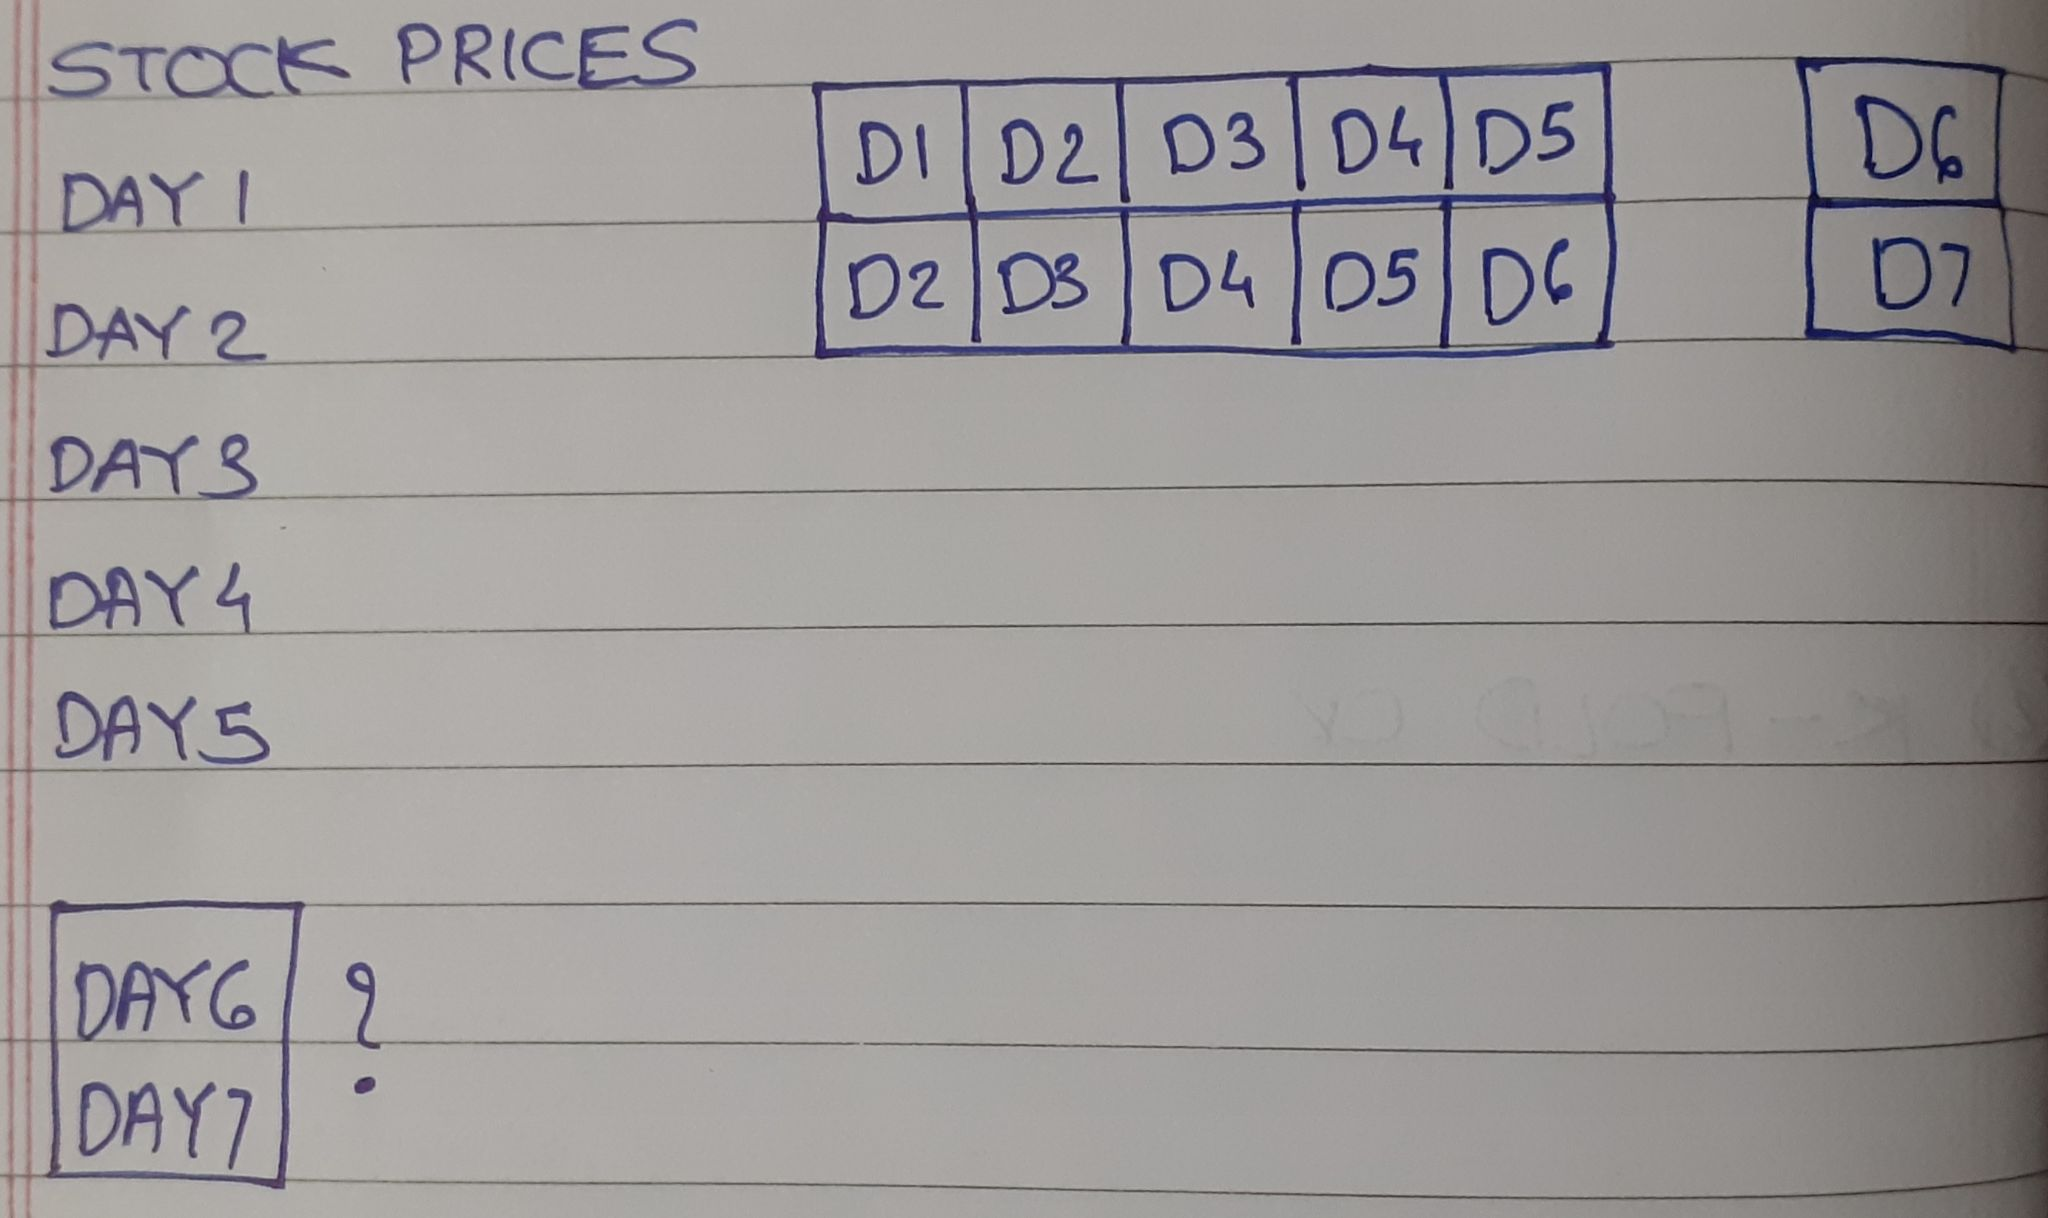 STOCK PRICES
DAY 1
DAY 2
DAY 3
DAY 4
DAY 5
DAY 6 ?
DAY 7
D1 D2 D3 D4 D5 D6
D2 D3 D4 D5 D6 D7